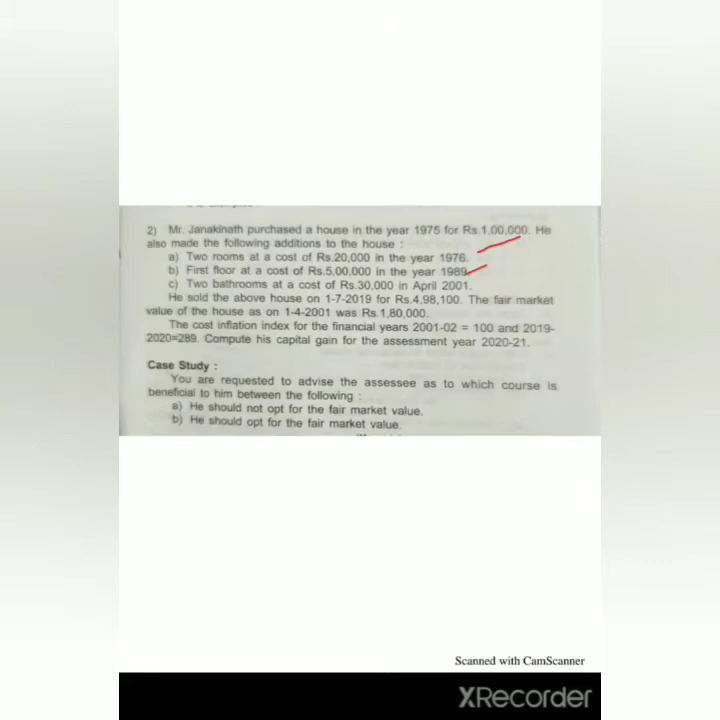 2) Mr. Janakinath purchased a house in the year 1975 for Rs.1,00,000. He
also made the following additions to the house :
a) Two rooms at a cost of Rs.20,000 in the year 1976.
b) First floor at a cost of Rs.5,00,000 in the year 1989.
c) Two bathrooms at a cost of Rs.30,000 in April 2001.
He sold the above house on 1-7-2019 for Rs.4,98,100. The fair market
value of the house as on 1-4-2001 was Rs.1,80,000.
The cost inflation index for the financial years 2001-02 = 100 and 2019-
2020=289. Compute his capital gain for the assessment year 2020-21.
Case Study :
You are requested to advise the assessee as to which course is
beneficial to him between the following :
a) He should not opt for the fair market value.
b) He should opt for the fair market value.
Scanned with CamScanner
XRecorder